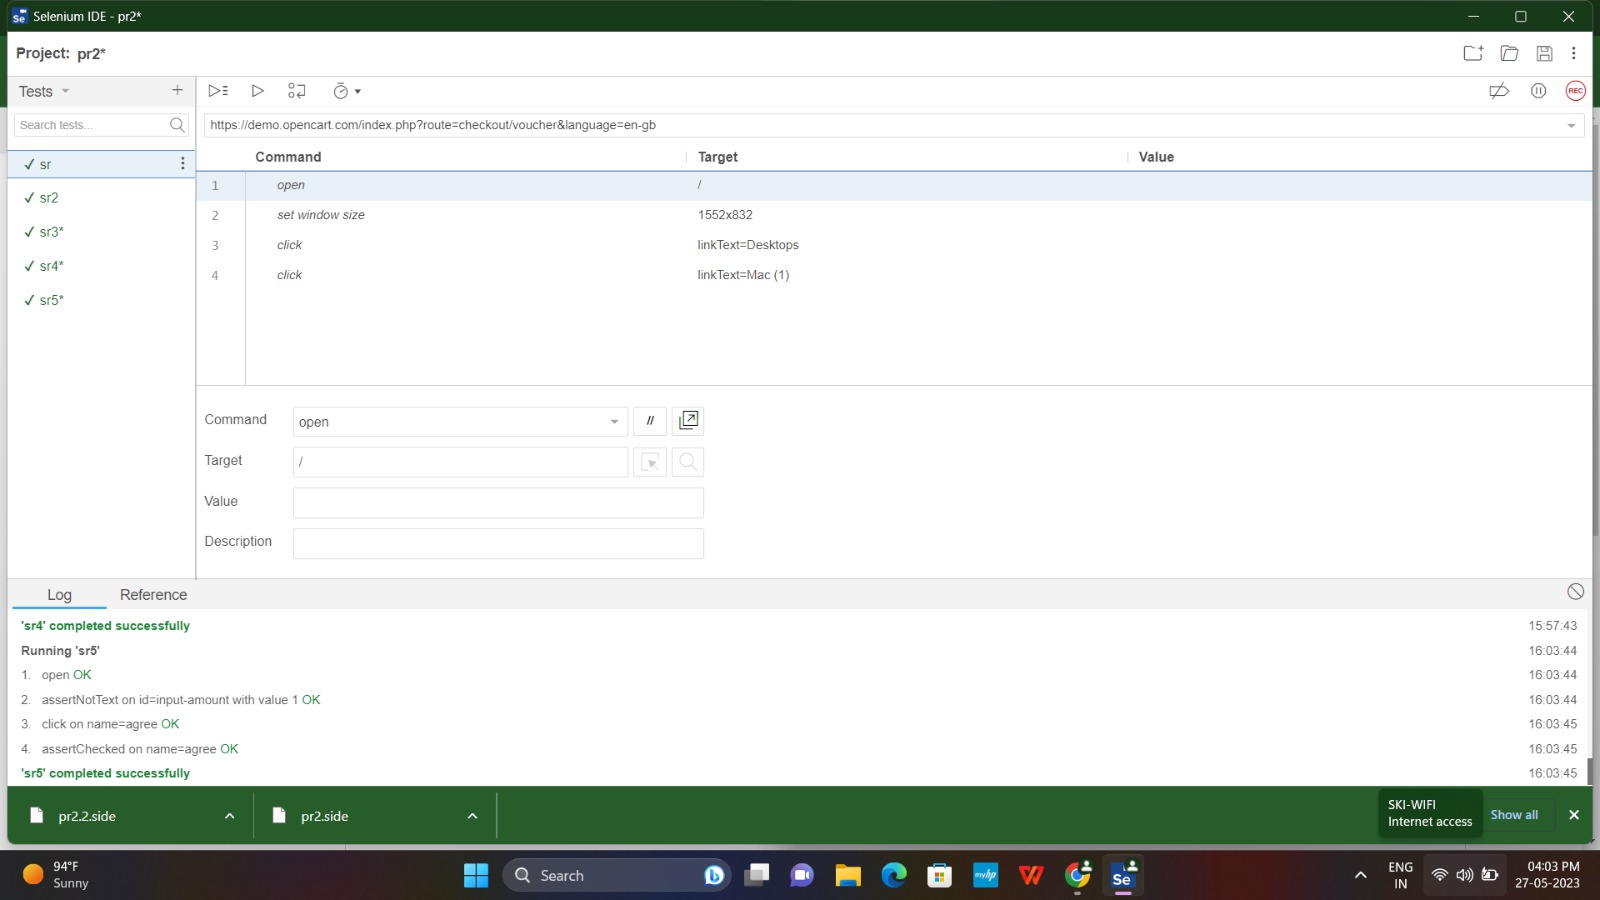 Selenium IDE - pr2*
Project: pr2*
Tests
Search tests...
https://demo.opencart.com/index.php?route=checkout/voucher&language=en-gb
REC
✓ sr
✓ sr2
✓ sr3*
✓ sr4*
✓ sr5*
Command Target Value
1 open /
2 set window size 1552x832
3 click linkText=Desktops
4 click linkText=Mac (1)
Command open //
Target /
Value
Description
Log Reference
'sr4' completed successfully 15:57:43
Running 'sr5' 16:03:44
1. open OK 16:03:44
2. assertNotText on id=input-amount with value 1 OK 16:03:44
3. click on name=agree OK 16:03:45
4. assertChecked on name=agree OK 16:03:45
'sr5' completed successfully 16:03:45
pr2.2.side pr2.side
SKI-WIFI
Internet access
Show all
94°F
Sunny
Search
myhp
Se
ENG
IN
04:03 PM
27-05-2023